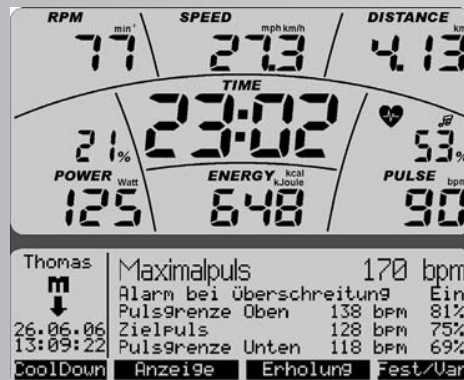 RPM SPEED DISTANCE
min⁻¹ mph km/h km
77 27.3 4.13
TIME
23:02
21% 53%
POWER Watt ENERGY kcal kJoule PULSE bpm
125 648 90
Thomas
m
26.06.06
13:09:22
Maximalpuls 170 bpm
Alarm bei überschreitung Ein
Pulsgrenze Oben 138 bpm 81%
Zielpuls 128 bpm 75%
Pulsgrenze Unten 118 bpm 69%
CoolDown Anzeige Erholung Fest/Var